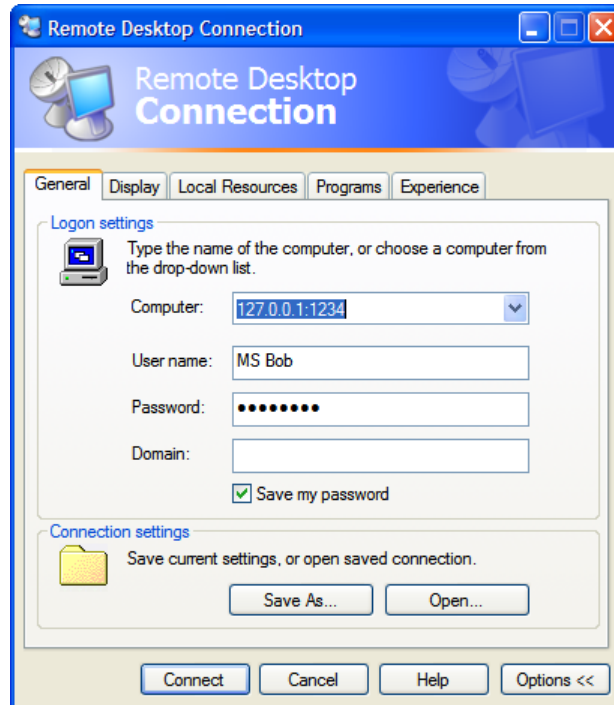 Remote Desktop Connection
Remote Desktop
Connection
General Display Local Resources Programs Experience
Logon settings
Type the name of the computer, or choose a computer from
the drop-down list.
Computer: 127.0.0.1:1234
User name: MS Bob
Password: ••••••••
Domain:
Save my password
Connection settings
Save current settings, or open saved connection.
Save As... Open...
Connect Cancel Help Options <<